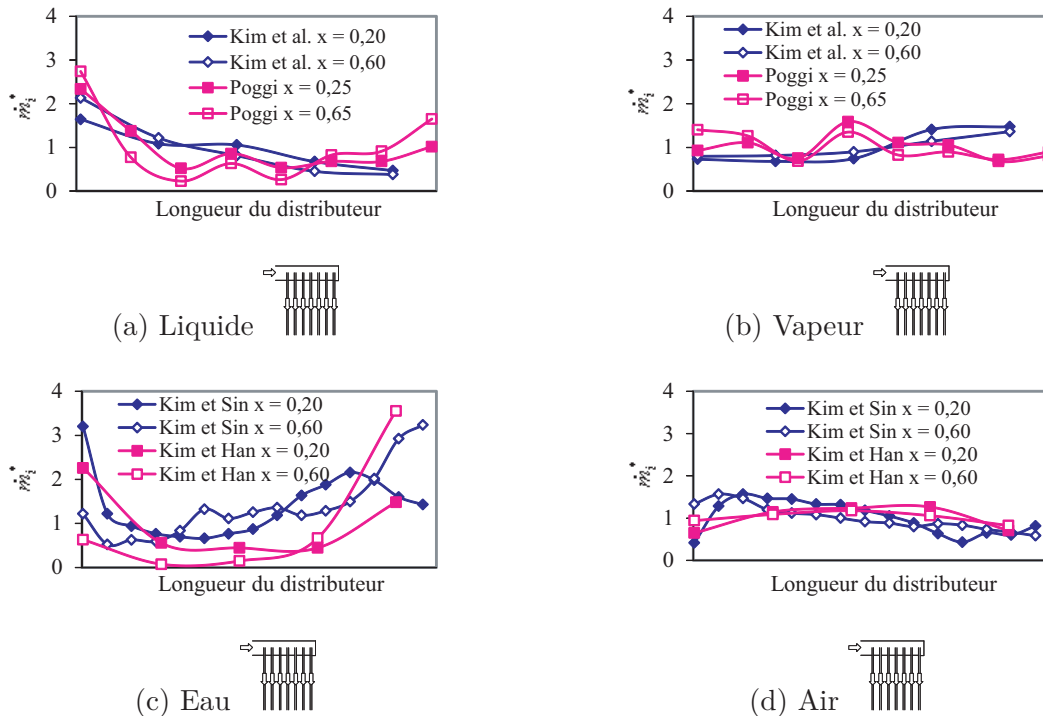 4
3
2
1
0
ṁᵢ*
Kim et al. x = 0,20
Kim et al. x = 0,60
Poggi x = 0,25
Poggi x = 0,65
Longueur du distributeur
(a) Liquide
4
3
2
1
0
ṁᵢ*
Kim et al. x = 0,20
Kim et al. x = 0,60
Poggi x = 0,25
Poggi x = 0,65
Longueur du distributeur
(b) Vapeur
4
3
2
1
0
ṁᵢ*
Kim et Sin x = 0,20
Kim et Sin x = 0,60
Kim et Han x = 0,20
Kim et Han x = 0,60
Longueur du distributeur
(c) Eau
4
3
2
1
0
ṁᵢ*
Kim et Sin x = 0,20
Kim et Sin x = 0,60
Kim et Han x = 0,20
Kim et Han x = 0,60
Longueur du distributeur
(d) Air